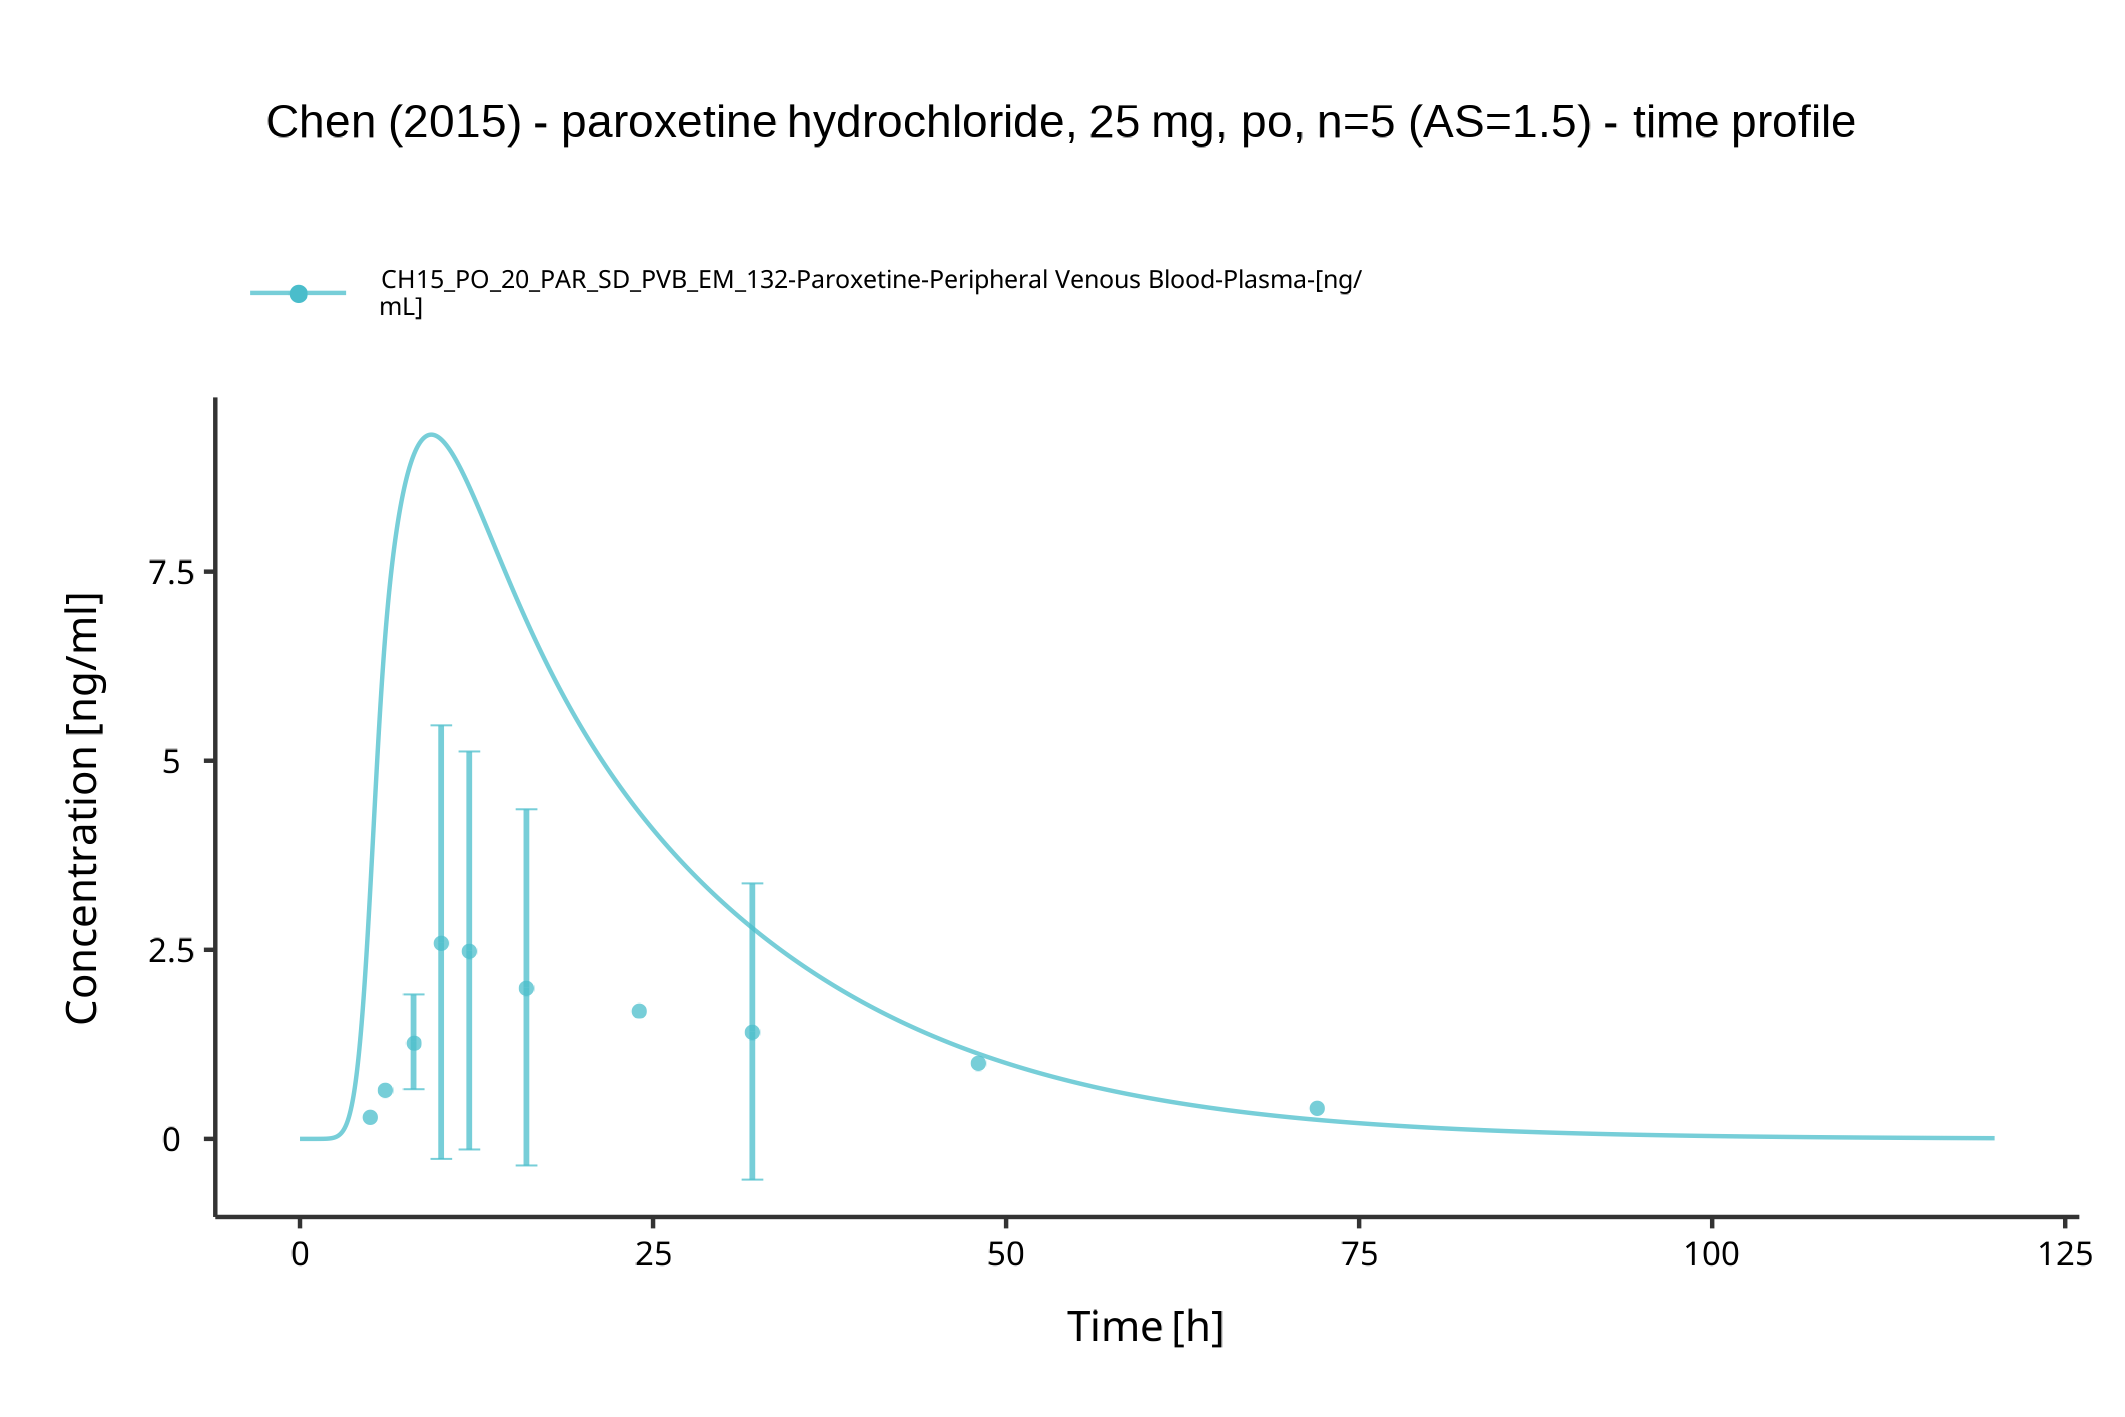 Chen (2015) - paroxetine hydrochloride, 25 mg, po, n=5 (AS=1.5) - time profile
CH15_PO_20_PAR_SD_PVB_EM_132-Paroxetine-Peripheral Venous Blood-Plasma-[ng/
mL]
Concentration [ng/ml]
7.5
5
2.5
0
0 25 50 75 100 125
Time [h]